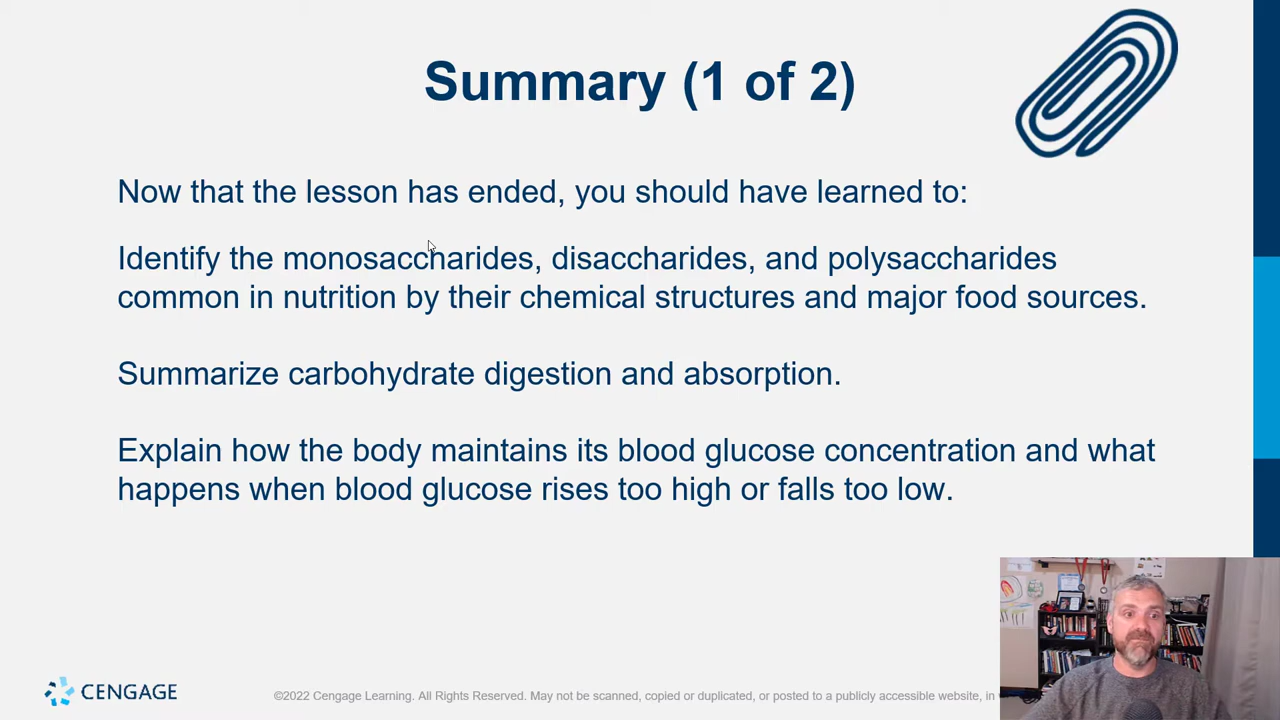 Summary (1 of 2)
Now that the lesson has ended, you should have learned to:
Identify the monosaccharides, disaccharides, and polysaccharides
common in nutrition by their chemical structures and major food sources.
Summarize carbohydrate digestion and absorption.
Explain how the body maintains its blood glucose concentration and what
happens when blood glucose rises too high or falls too low.
CENGAGE
©2022 Cengage Learning. All Rights Reserved. May not be scanned, copied or duplicated, or posted to a publicly accessible website, in